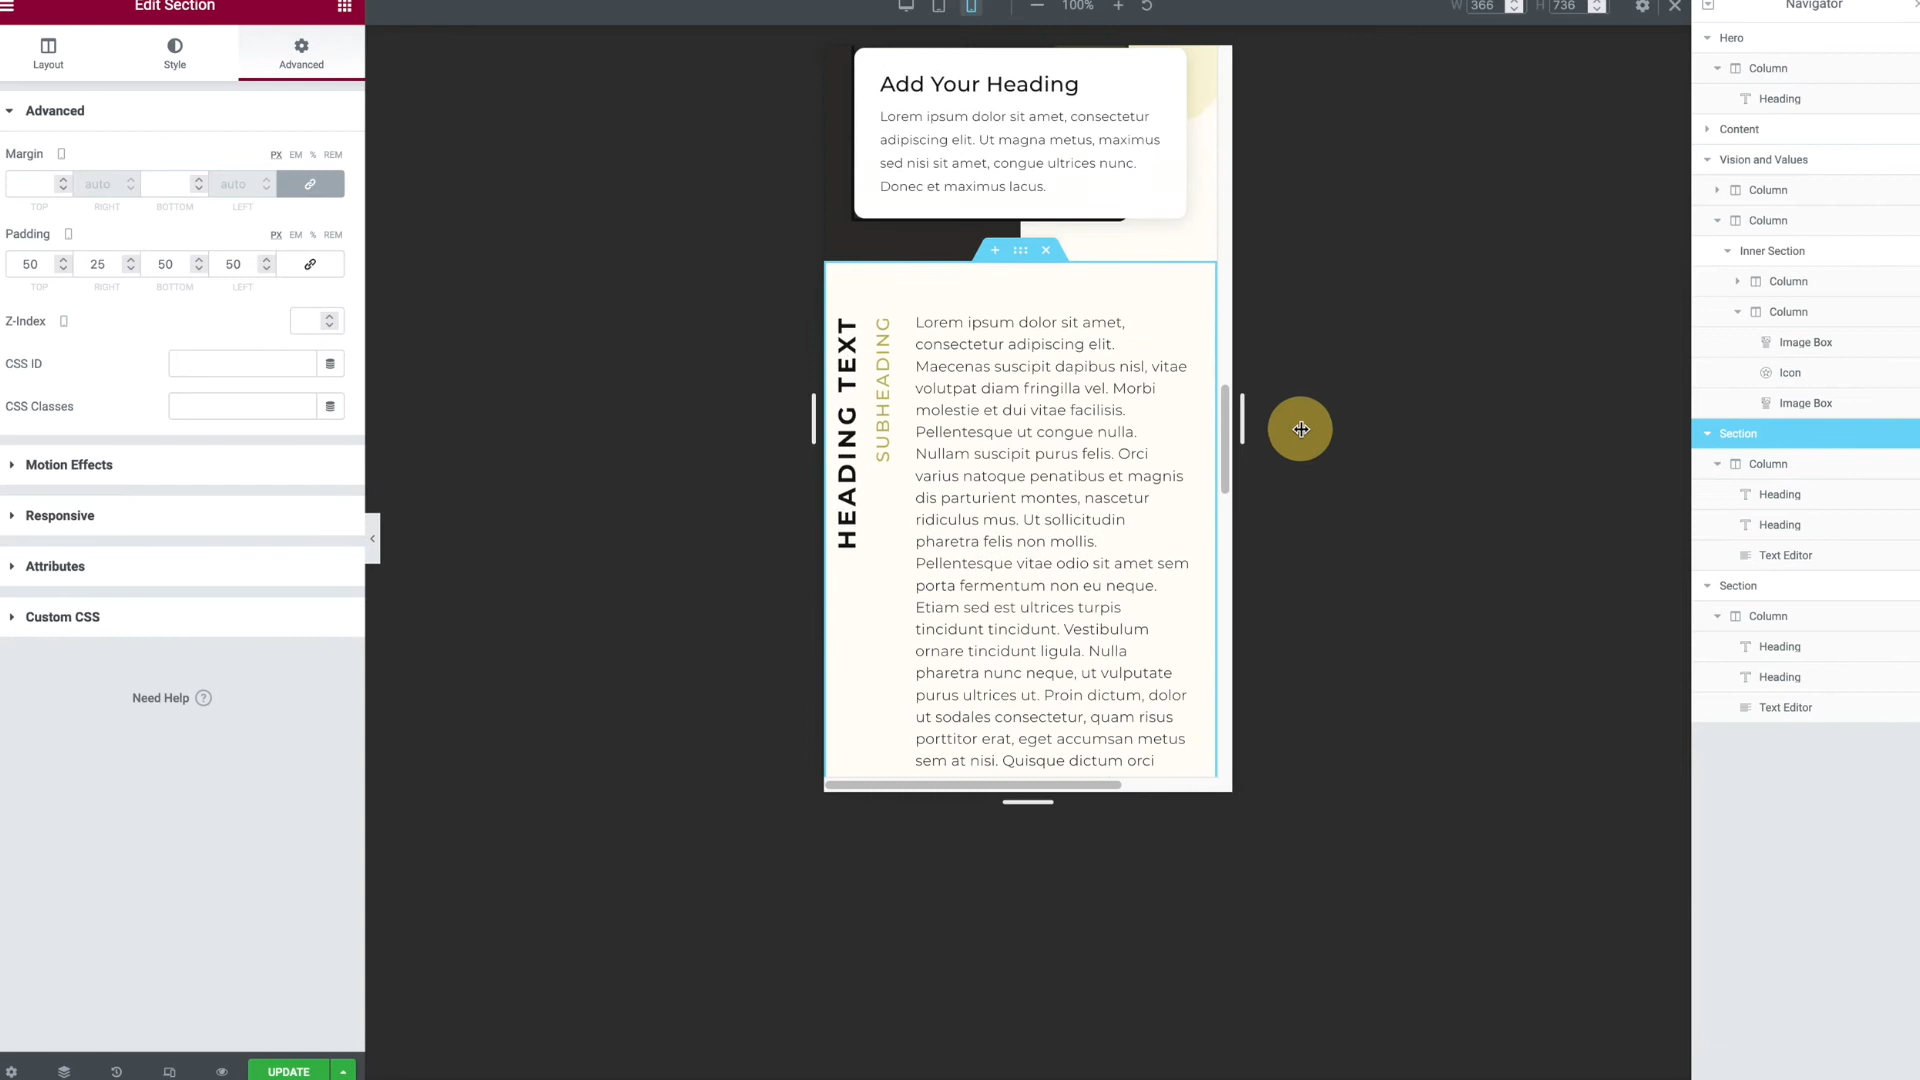 Edit Section
100%
W 366 H 736
Navigator
Layout
Style
Advanced
Advanced
Margin
PX EM % REM
auto
auto
TOP RIGHT BOTTOM LEFT
Padding
PX EM % REM
50 25 50 50
TOP RIGHT BOTTOM LEFT
Z-Index
CSS ID
CSS Classes
Motion Effects
Responsive
Attributes
Custom CSS
Need Help ?
UPDATE
Add Your Heading
Lorem ipsum dolor sit amet, consectetur
adipiscing elit. Ut magna metus, maximus
sed nisi sit amet, congue ultrices nunc.
Donec et maximus lacus.
HEADING TEXT
SUBHEADING
Lorem ipsum dolor sit amet,
consectetur adipiscing elit.
Maecenas suscipit dapibus nisl, vitae
volutpat diam fringilla vel. Morbi
molestie et dui vitae facilisis.
Pellentesque ut congue nulla.
Nullam suscipit purus felis. Orci
varius natoque penatibus et magnis
dis parturient montes, nascetur
ridiculus mus. Ut sollicitudin
pharetra felis non mollis.
Pellentesque vitae odio sit amet sem
porta fermentum non eu neque.
Etiam sed est ultrices turpis
tincidunt tincidunt. Vestibulum
ornare tincidunt ligula. Nulla
pharetra nunc neque, ut vulputate
purus ultrices ut. Proin dictum, dolor
ut sodales consectetur, quam risus
porttitor erat, eget accumsan metus
sem at nisi. Quisque dictum orci
Hero
Column
Heading
Content
Vision and Values
Column
Column
Inner Section
Column
Column
Image Box
Icon
Image Box
Section
Column
Heading
Heading
Text Editor
Section
Column
Heading
Heading
Text Editor